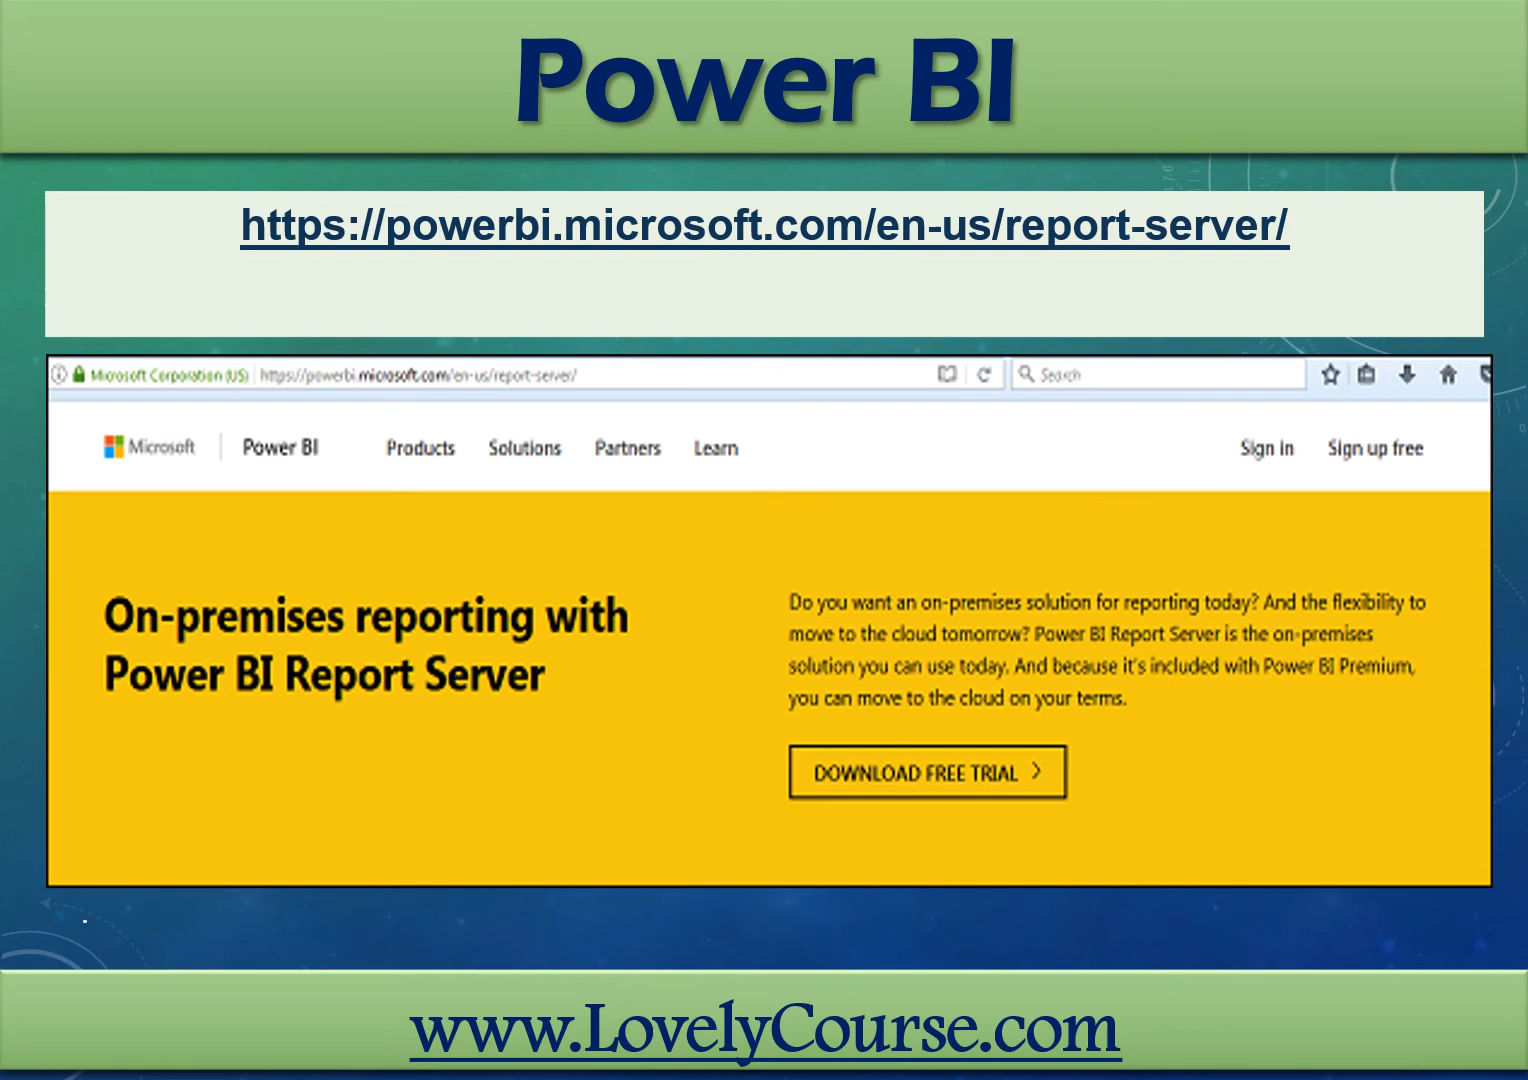 Power BI
https://powerbi.microsoft.com/en-us/report-server/
Microsoft Corporation (US) https://powerbi.microsoft.com/en-us/report-server/ Search
Microsoft Power BI Products Solutions Partners Learn Sign in Sign up free
On-premises reporting with
Power BI Report Server
Do you want an on-premises solution for reporting today? And the flexibility to
move to the cloud tomorrow? Power BI Report Server is the on-premises
solution you can use today. And because it's included with Power BI Premium,
you can move to the cloud on your terms.
DOWNLOAD FREE TRIAL
www.LovelyCourse.com